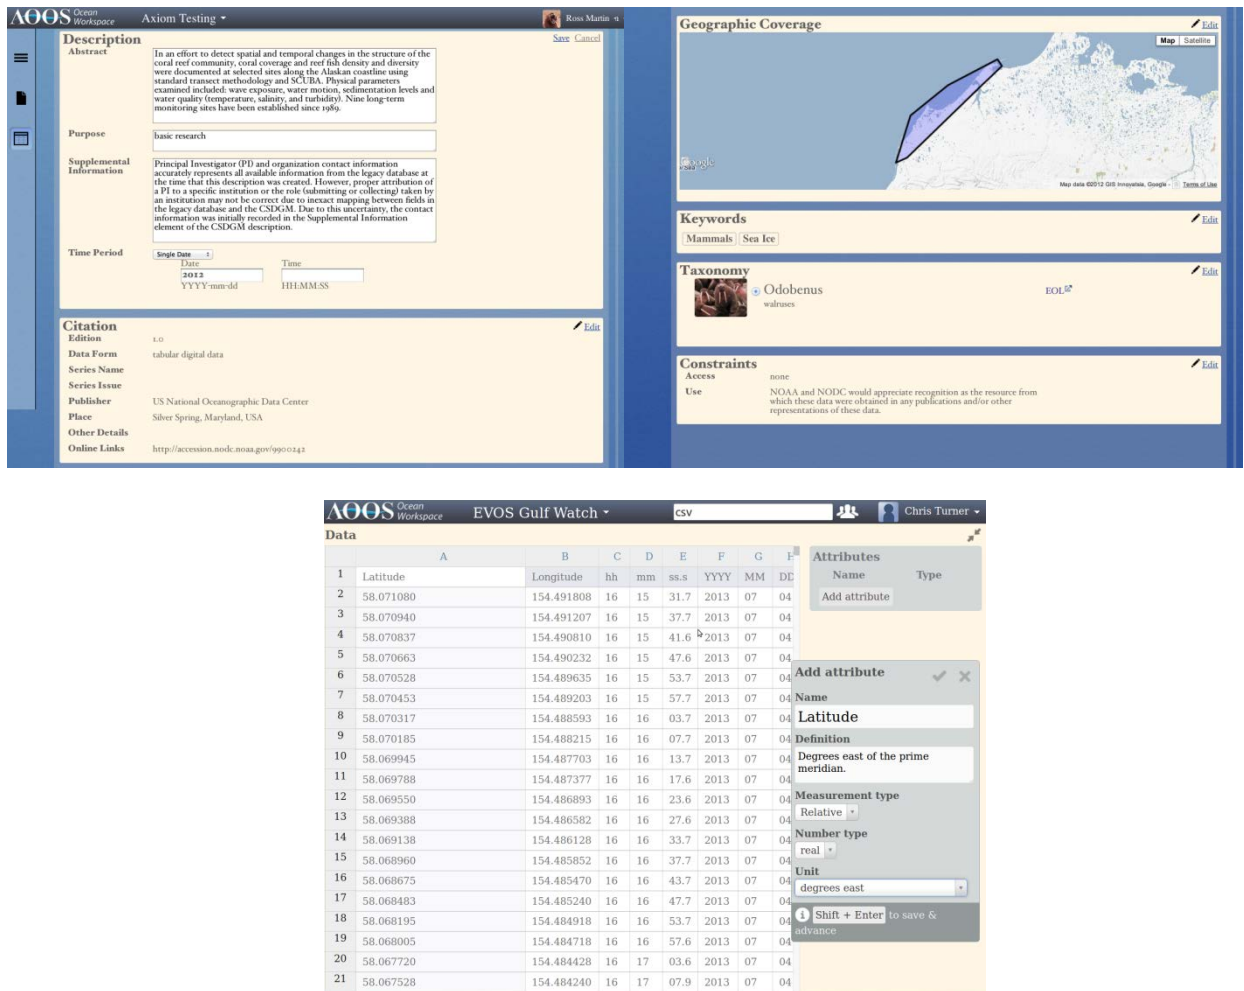 AOOS Ocean Workspace Axiom Testing Ross Martin
Description Save Cancel
Abstract
In an effort to detect spatial and temporal changes in the structure of the
coral reef community, coral coverage and reef fish density and diversity
were documented at selected sites along the Alaskan coastline using
standard transect methodology and SCUBA. Physical parameters
examined included: wave exposure, water motion, sedimentation levels and
water quality (temperature, salinity, and turbidity). Nine long-term
monitoring sites have been established since 1989.
Purpose basic research
Supplemental Information
Principal Investigator (PI) and organization contact information
accurately represents all available information from the legacy database at
the time that this description was created. However, proper attribution of
a PI to a specific institution or the role (submitting or collecting) taken by
an institution may not be correct due to inexact mapping between fields in
the legacy database and the CSDGM. Due to this uncertainty, the contact
information was initially recorded in the Supplemental Information
element of the CSDGM description.
Time Period Single Date
Date Time
2012
YYYY-mm-dd HH:MM:SS
Citation Edit
Edition 1.0
Data Form tabular digital data
Series Name
Series Issue
Publisher US National Oceanographic Data Center
Place Silver Spring, Maryland, USA
Other Details
Online Links http://accession.nodc.noaa.gov/9900242
Geographic Coverage Edit
Map Satellite
Google
Map data ©2012 GIS Innovatsia, Google - Terms of Use
Keywords Edit
Mammals Sea Ice
Taxonomy Edit
Odobenus EOL
walruses
Constraints Edit
Access none
Use NOAA and NODC would appreciate recognition as the resource from
which these data were obtained in any publications and/or other
representations of these data.
AOOS Ocean Workspace EVOS Gulf Watch csv Chris Turner
Data
A B C D E F G H
1 Latitude Longitude hh mm ss.s YYYY MM DD
2 58.071080 154.491808 16 15 31.7 2013 07 04
3 58.070940 154.491207 16 15 37.7 2013 07 04
4 58.070837 154.490810 16 15 41.6 2013 07 04
5 58.070663 154.490232 16 15 47.6 2013 07 04
6 58.070528 154.489635 16 15 53.7 2013 07 04
7 58.070453 154.489203 16 15 57.7 2013 07 04
8 58.070317 154.488593 16 16 03.7 2013 07 04
9 58.070185 154.488215 16 16 07.7 2013 07 04
10 58.069945 154.487703 16 16 13.7 2013 07 04
11 58.069788 154.487377 16 16 17.6 2013 07 04
12 58.069550 154.486893 16 16 23.6 2013 07 04
13 58.069388 154.486582 16 16 27.6 2013 07 04
14 58.069138 154.486128 16 16 33.7 2013 07 04
15 58.068960 154.485852 16 16 37.7 2013 07 04
16 58.068675 154.485470 16 16 43.7 2013 07 04
17 58.068483 154.485240 16 16 47.7 2013 07 04
18 58.068195 154.484918 16 16 53.7 2013 07 04
19 58.068005 154.484718 16 16 57.6 2013 07 04
20 58.067720 154.484428 16 17 03.6 2013 07 04
21 58.067528 154.484240 16 17 07.9 2013 07 04
Attributes
Name Type
Add attribute
Add attribute
Name
Latitude
Definition
Degrees east of the prime
meridian.
Measurement type
Relative
Number type
real
Unit
degrees east
Shift + Enter to save &
advance